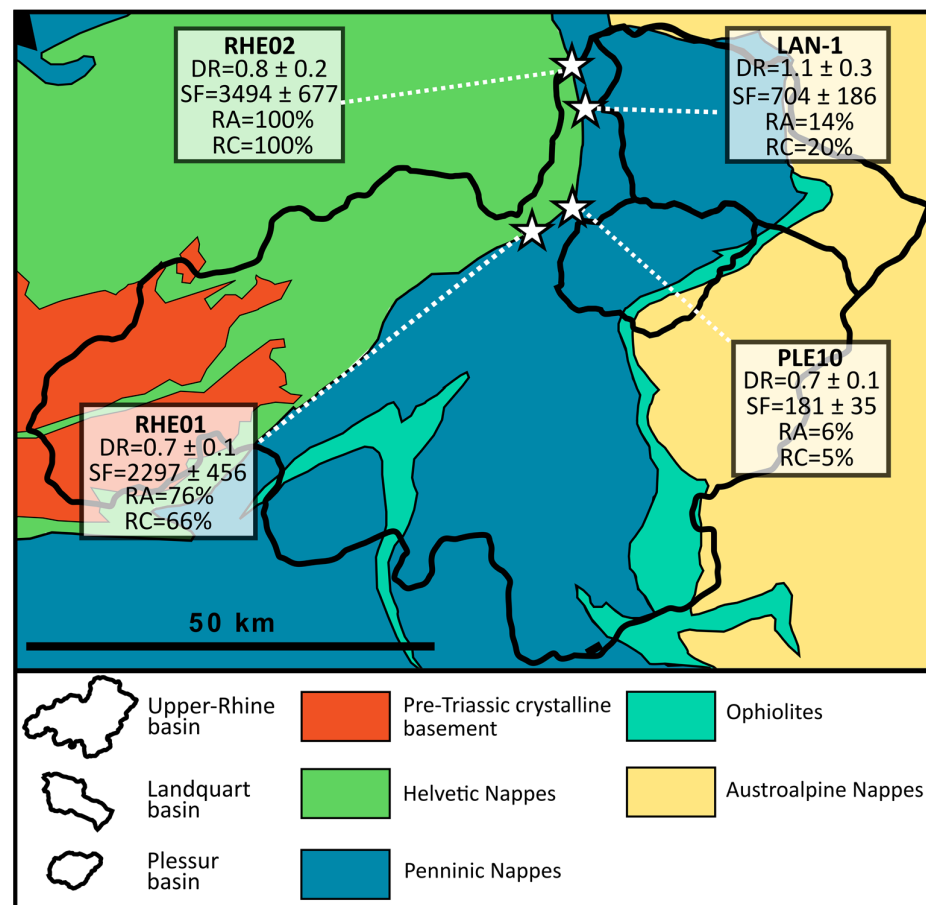 RHE02
DR=0.8 ± 0.2
SF=3494 ± 677
RA=100%
RC=100%
LAN-1
DR=1.1 ± 0.3
SF=704 ± 186
RA=14%
RC=20%
PLE10
DR=0.7 ± 0.1
SF=181 ± 35
RA=6%
RC=5%
RHE01
DR=0.7 ± 0.1
SF=2297 ± 456
RA=76%
RC=66%
50 km
Upper-Rhine
basin
Landquart
basin
Plessur
basin
Pre-Triassic crystalline
basement
Helvetic Nappes
Penninic Nappes
Ophiolites
Austroalpine Nappes